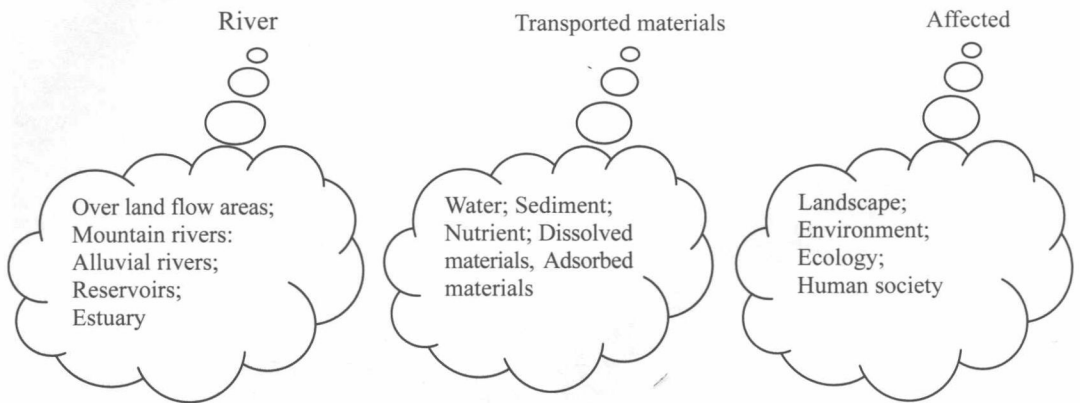 River
Over land flow areas;
Mountain rivers:
Alluvial rivers;
Reservoirs;
Estuary
Transported materials
Water; Sediment;
Nutrient; Dissolved
materials, Adsorbed
materials
Affected
Landscape;
Environment;
Ecology;
Human society